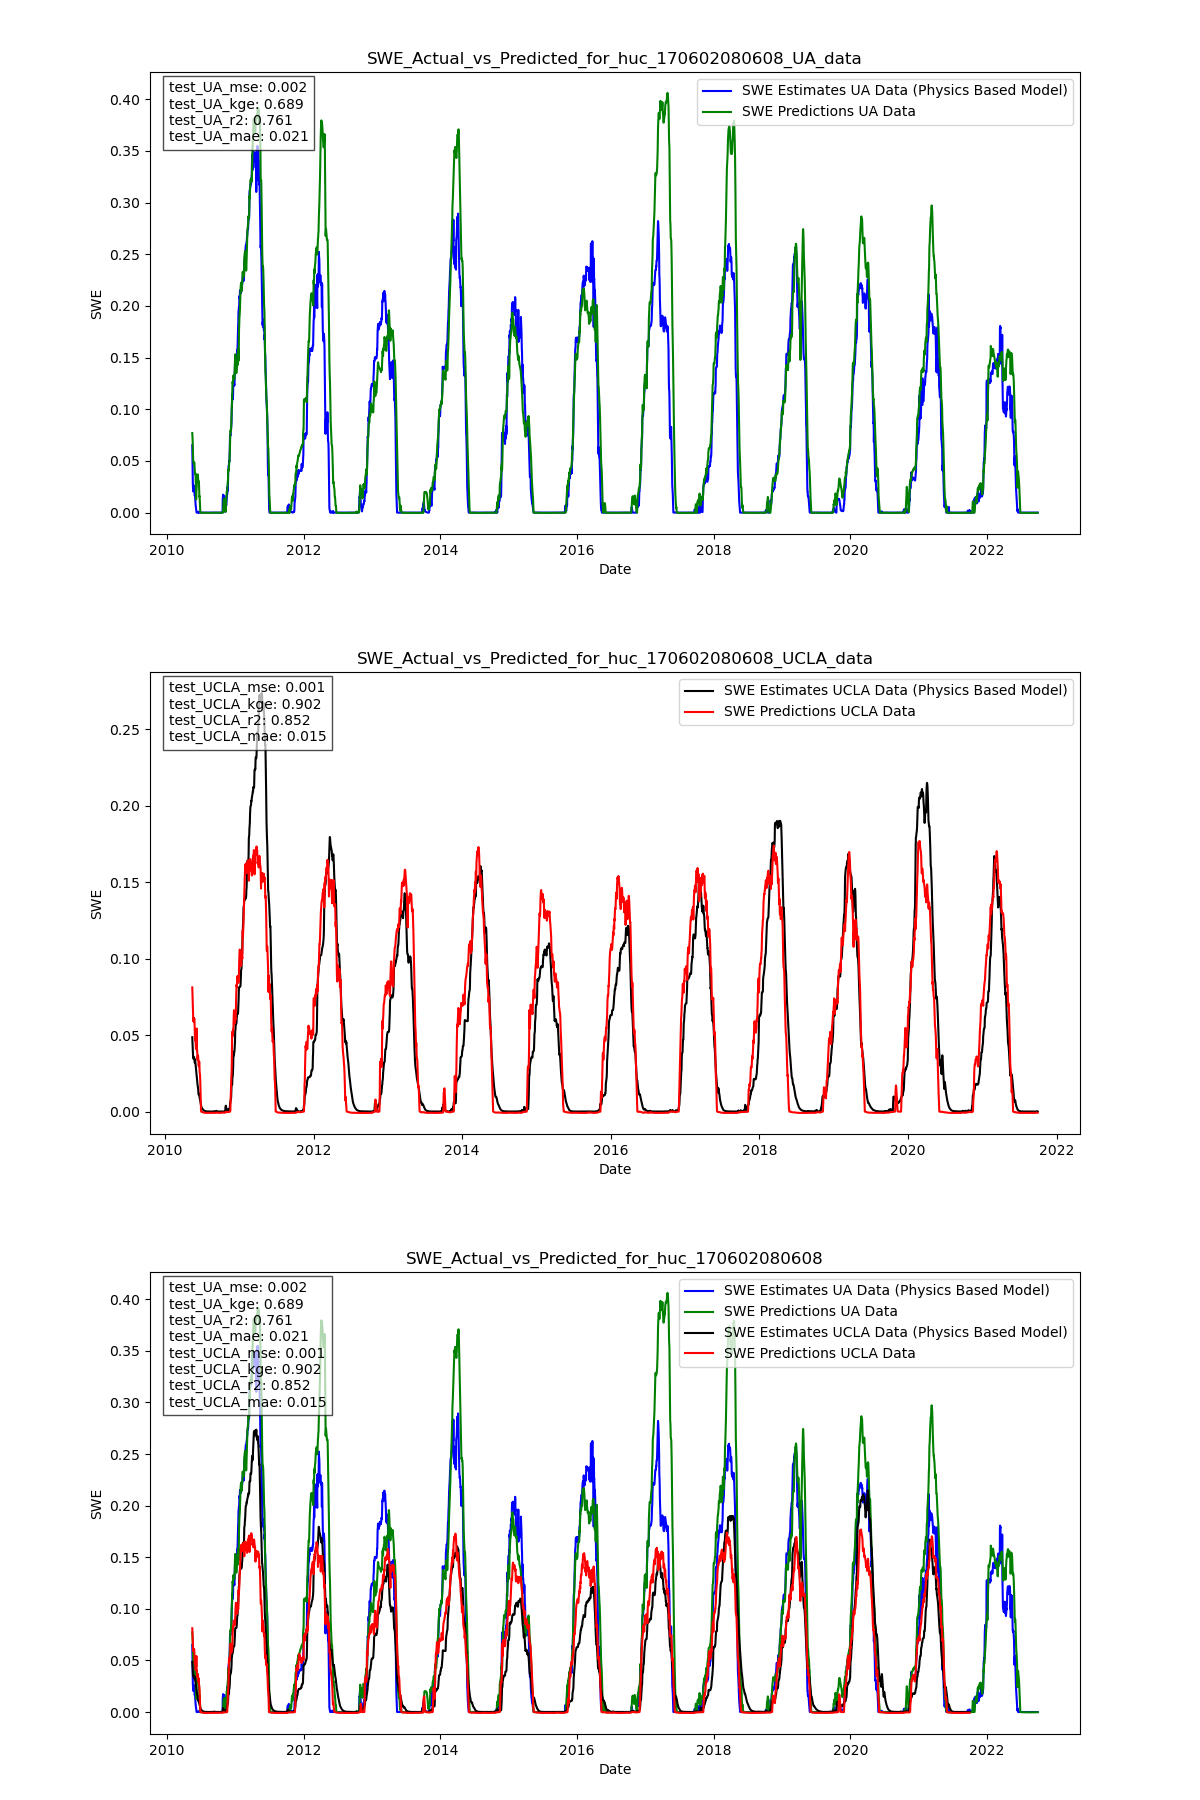 SWE_Actual_vs_Predicted_for_huc_170602080608_UA_data
test_UA_mse: 0.002
test_UA_kge: 0.689
test_UA_r2: 0.761
test_UA_mae: 0.021
SWE Estimates UA Data (Physics Based Model)
SWE Predictions UA Data
0.40
0.35
0.30
0.25
0.20
0.15
0.10
0.05
0.00
SWE
2010
2012
2014
2016
2018
2020
2022
Date
SWE_Actual_vs_Predicted_for_huc_170602080608_UCLA_data
test_UCLA_mse: 0.001
test_UCLA_kge: 0.902
test_UCLA_r2: 0.852
test_UCLA_mae: 0.015
SWE Estimates UCLA Data (Physics Based Model)
SWE Predictions UCLA Data
0.25
0.20
0.15
0.10
0.05
0.00
SWE
2010
2012
2014
2016
2018
2020
2022
Date
SWE_Actual_vs_Predicted_for_huc_170602080608
test_UA_mse: 0.002
test_UA_kge: 0.689
test_UA_r2: 0.761
test_UA_mae: 0.021
test_UCLA_mse: 0.001
test_UCLA_kge: 0.902
test_UCLA_r2: 0.852
test_UCLA_mae: 0.015
SWE Estimates UA Data (Physics Based Model)
SWE Predictions UA Data
SWE Estimates UCLA Data (Physics Based Model)
SWE Predictions UCLA Data
0.40
0.35
0.30
0.25
0.20
0.15
0.10
0.05
0.00
SWE
2010
2012
2014
2016
2018
2020
2022
Date